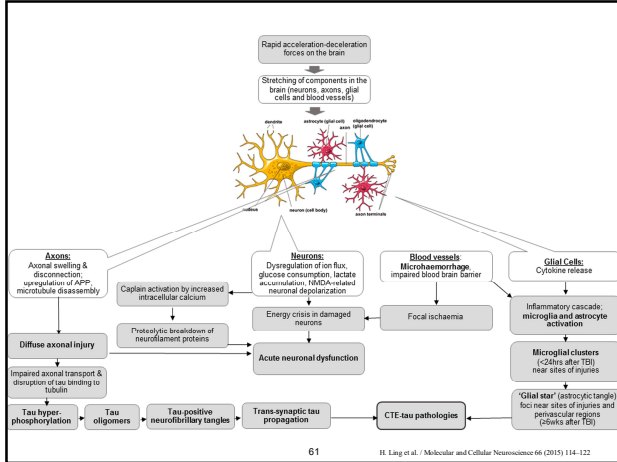 Rapid acceleration-deceleration
forces on the brain
Stretching of components in the
brain (neurons, axons, glial
cells and blood vessels)
dendrite
astrocyte (glial cell)
axon
oligodendrocyte
(glial cell)
nucleus
neuron (cell body)
axon terminals
Axons:
Axonal swelling &
disconnection;
upregulation of APP,
microtubule disassembly
Neurons:
Dysregulation of ion flux,
glucose consumption, lactate
accumulation, NMDA-related
neuronal depolarization
Blood vessels:
Microhaemorrhage,
impaired blood brain barrier
Glial Cells:
Cytokine release
Caplain activation by increased
intracellular calcium
Energy crisis in damaged
neurons
Focal ischaemia
Inflammatory cascade;
microglia and astrocyte
activation
Proteolytic breakdown of
neurofilament proteins
Diffuse axonal injury
Acute neuronal dysfunction
Microglial clusters
(<24hrs after TBI)
near sites of injuries
Impaired axonal transport &
disruption of tau binding to
tubulin
'Glial star' (astrocytic tangle)
foci near sites of injuries and
perivascular regions
(≥6wks after TBI)
Tau hyper-
phosphorylation
Tau
oligomers
Tau-positive
neurofibrillary tangles
Trans-synaptic tau
propagation
CTE-tau pathologies
61
H. Ling et al. / Molecular and Cellular Neuroscience 66 (2015) 114–122